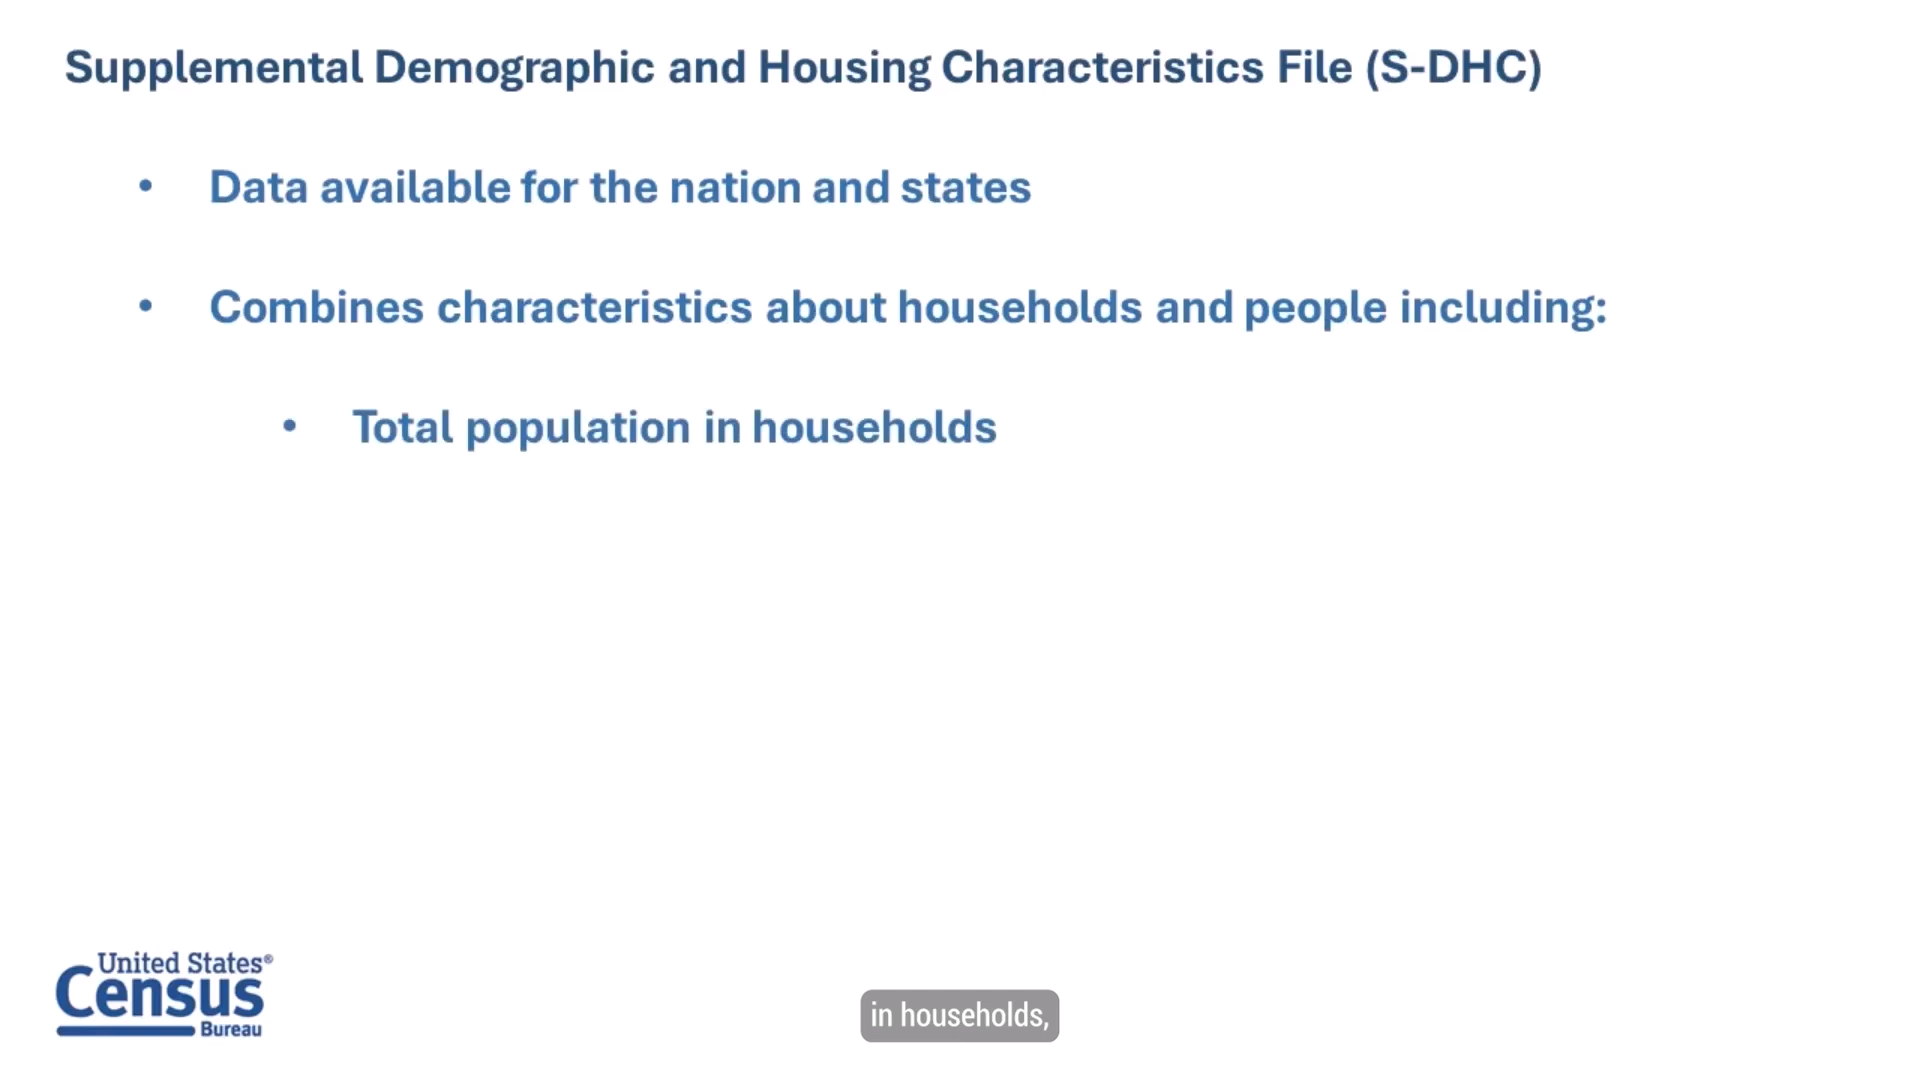 Supplemental Demographic and Housing Characteristics File (S-DHC)
• Data available for the nation and states
• Combines characteristics about households and people including:
• Total population in households
United States®
Census
Bureau
in households,